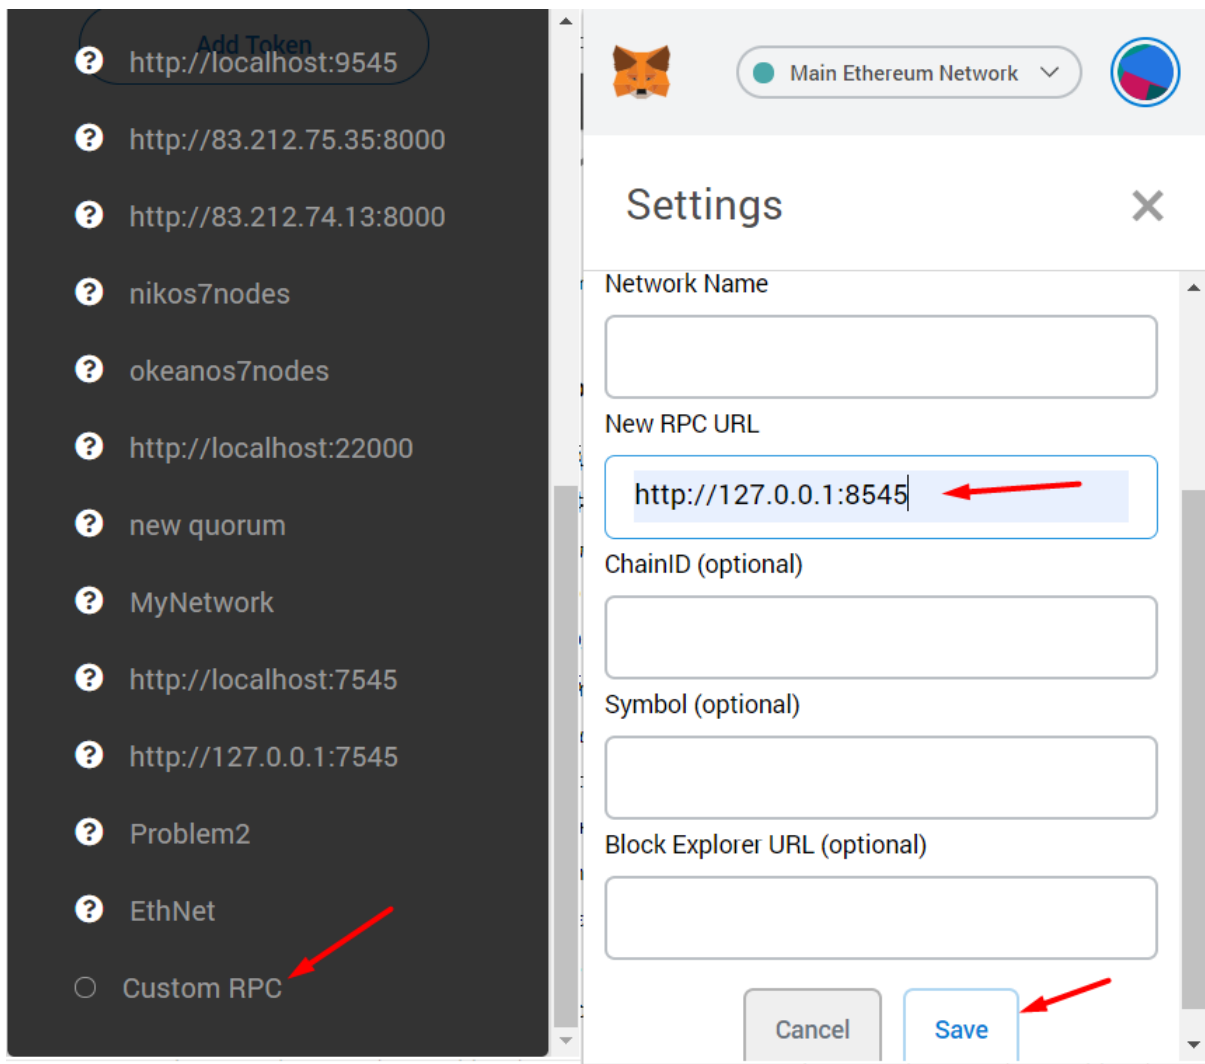 Add Token
http://localhost:9545
http://83.212.75.35:8000
http://83.212.74.13:8000
nikos7nodes
okeanos7nodes
http://localhost:22000
new quorum
MyNetwork
http://localhost:7545
http://127.0.0.1:7545
Problem2
EthNet
Custom RPC
Main Ethereum Network
Settings
Network Name
New RPC URL
http://127.0.0.1:8545
ChainID (optional)
Symbol (optional)
Block Explorer URL (optional)
Cancel
Save